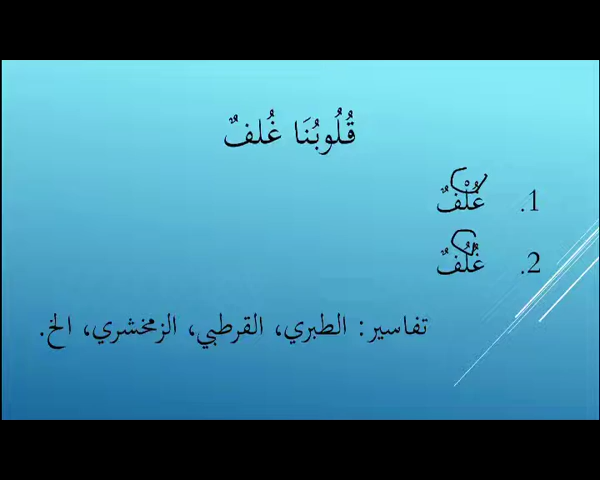 قُلُوبُنَا غُلفٌ
1. غُلْفٌ
2. غُلُفٌ
تفاسير: الطبري، القرطبي، الزمخشري، الخ.